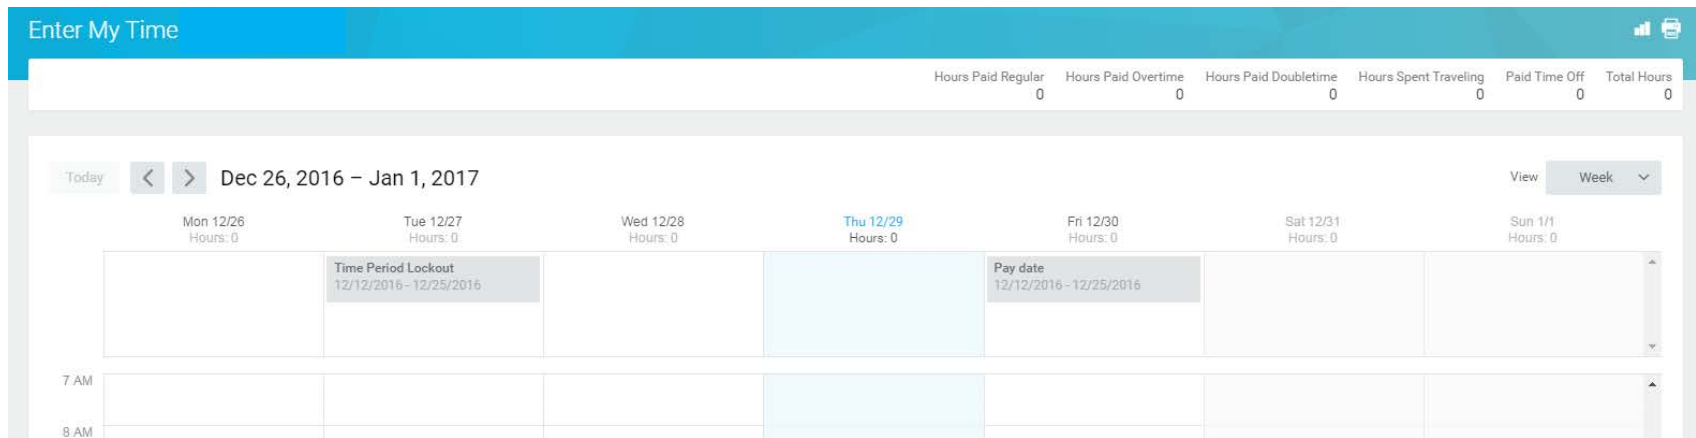 Enter My Time
Hours Paid Regular Hours Paid Overtime Hours Paid Doubletime Hours Spent Traveling Paid Time Off Total Hours
0 0 0 0 0 0
Today Dec 26, 2016 – Jan 1, 2017 View Week
Mon 12/26 Tue 12/27 Wed 12/28 Thu 12/29 Fri 12/30 Sat 12/31 Sun 1/1
Hours: 0 Hours: 0 Hours: 0 Hours: 0 Hours: 0 Hours: 0 Hours: 0
Time Period Lockout Pay date
12/12/2016 - 12/25/2016 12/12/2016 - 12/25/2016
7 AM
8 AM